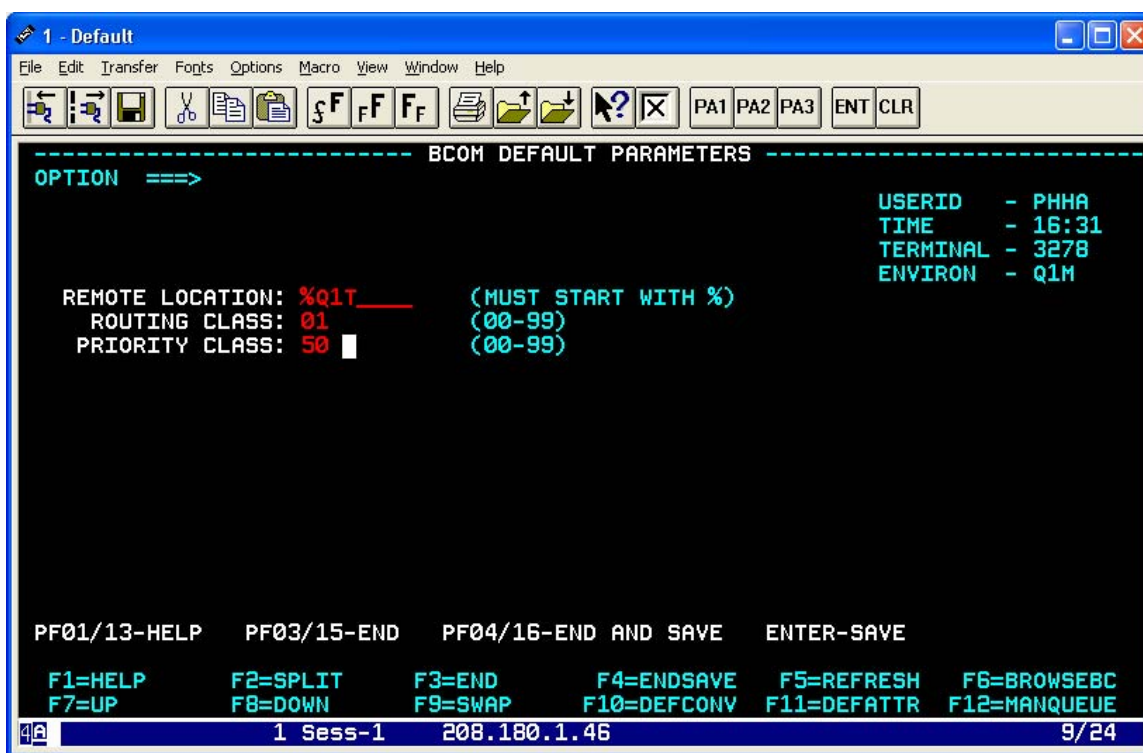 1 - Default
File Edit Transfer Fonts Options Macro View Window Help
PA1 PA2 PA3 ENT CLR
--------------------------- BCOM DEFAULT PARAMETERS ---------------------------
OPTION ===>
USERID - PHHA
TIME - 16:31
TERMINAL - 3278
ENVIRON - Q1M
REMOTE LOCATION: %Q1T____ (MUST START WITH %)
ROUTING CLASS: 01 (00-99)
PRIORITY CLASS: 50 (00-99)
PF01/13-HELP PF03/15-END PF04/16-END AND SAVE ENTER-SAVE
F1=HELP F2=SPLIT F3=END F4=ENDSAVE F5=REFRESH F6=BROWSEBC
F7=UP F8=DOWN F9=SWAP F10=DEFCONV F11=DEFATTR F12=MANQUEUE
4A 1 Sess-1 208.180.1.46 9/24